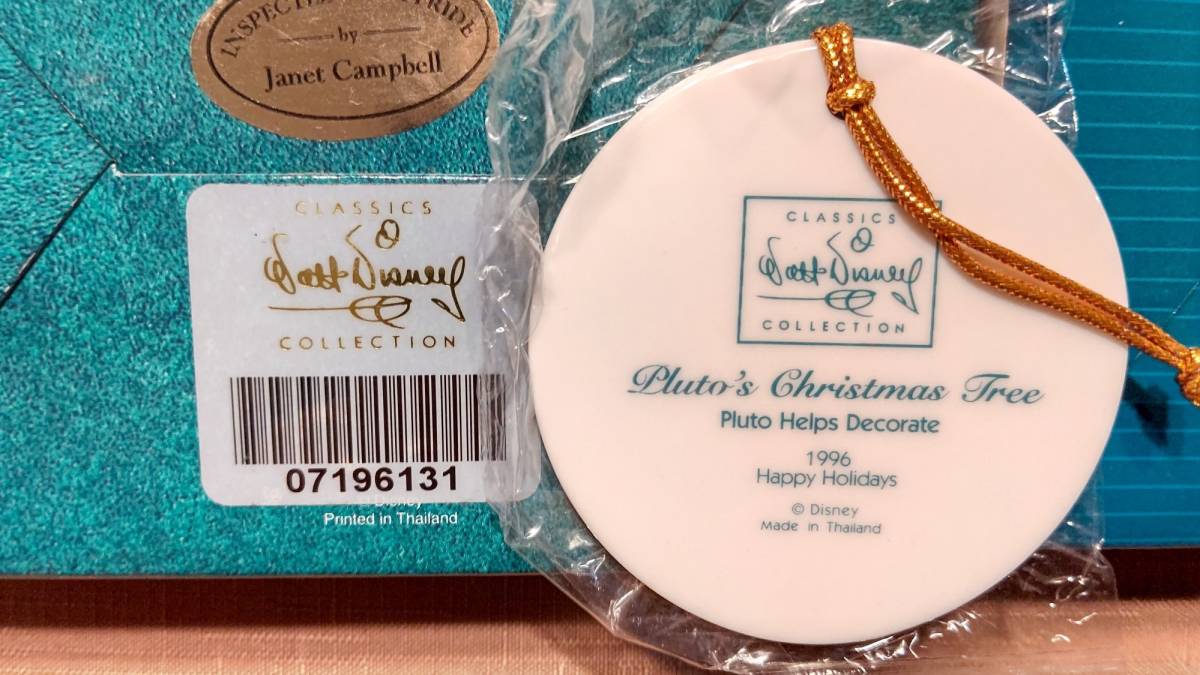 by
Janet Campbell
CLASSICS
Walt Disney
COLLECTION
07196131
Disney
Printed in Thailand
CLASSICS
Walt Disney
COLLECTION
Pluto's Christmas Tree
Pluto Helps Decorate
1996
Happy Holidays
© Disney
Made in Thailand